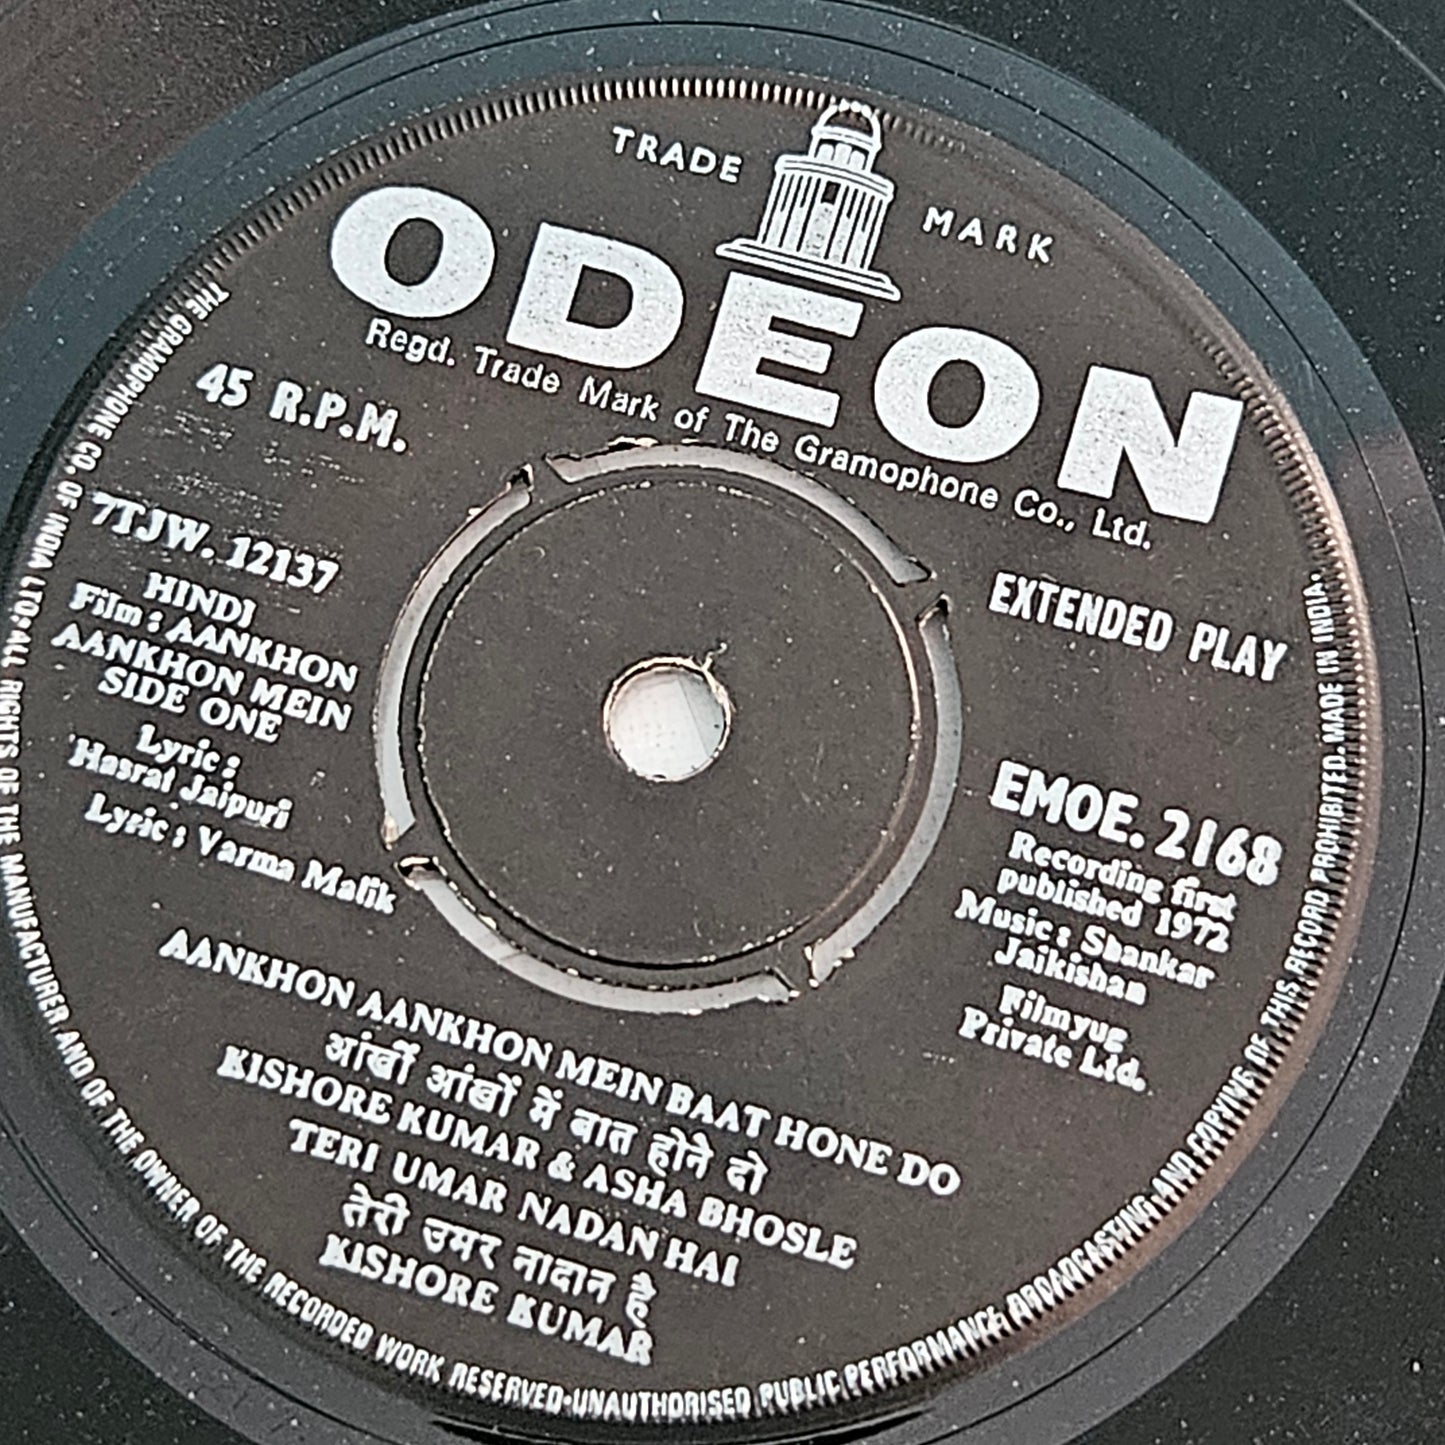 TRADE MARK
ODEON
Regd. Trade Mark of The Gramophone Co., Ltd.
45 R.P.M.
EXTENDED PLAY
7TJW. 12137
HINDI
Film : AANKHON
AANKHON MEIN
SIDE ONE
Lyric :
Hasrat Jaipuri
Lyric : Varma Malik
EMOE. 2168
Recording first
published 1972
Music : Shankar
Jaikishan
Filmyug
Private Ltd.
AANKHON AANKHON MEIN BAAT HONE DO
आंखों आंखों में बात होने दो
KISHORE KUMAR & ASHA BHOSLE
TERI UMAR NADAN HAI
तेरी उमर नादान है
KISHORE KUMAR
THE GRAMOPHONE CO. OF INDIA LTD. ALL RIGHTS OF THE MANUFACTURER AND OF THE OWNER OF THE RECORDED WORK RESERVED·UNAUTHORISED PUBLIC PERFORMANCE, BROADCASTING AND COPYING OF THIS RECORD PROHIBITED. MADE IN INDIA.